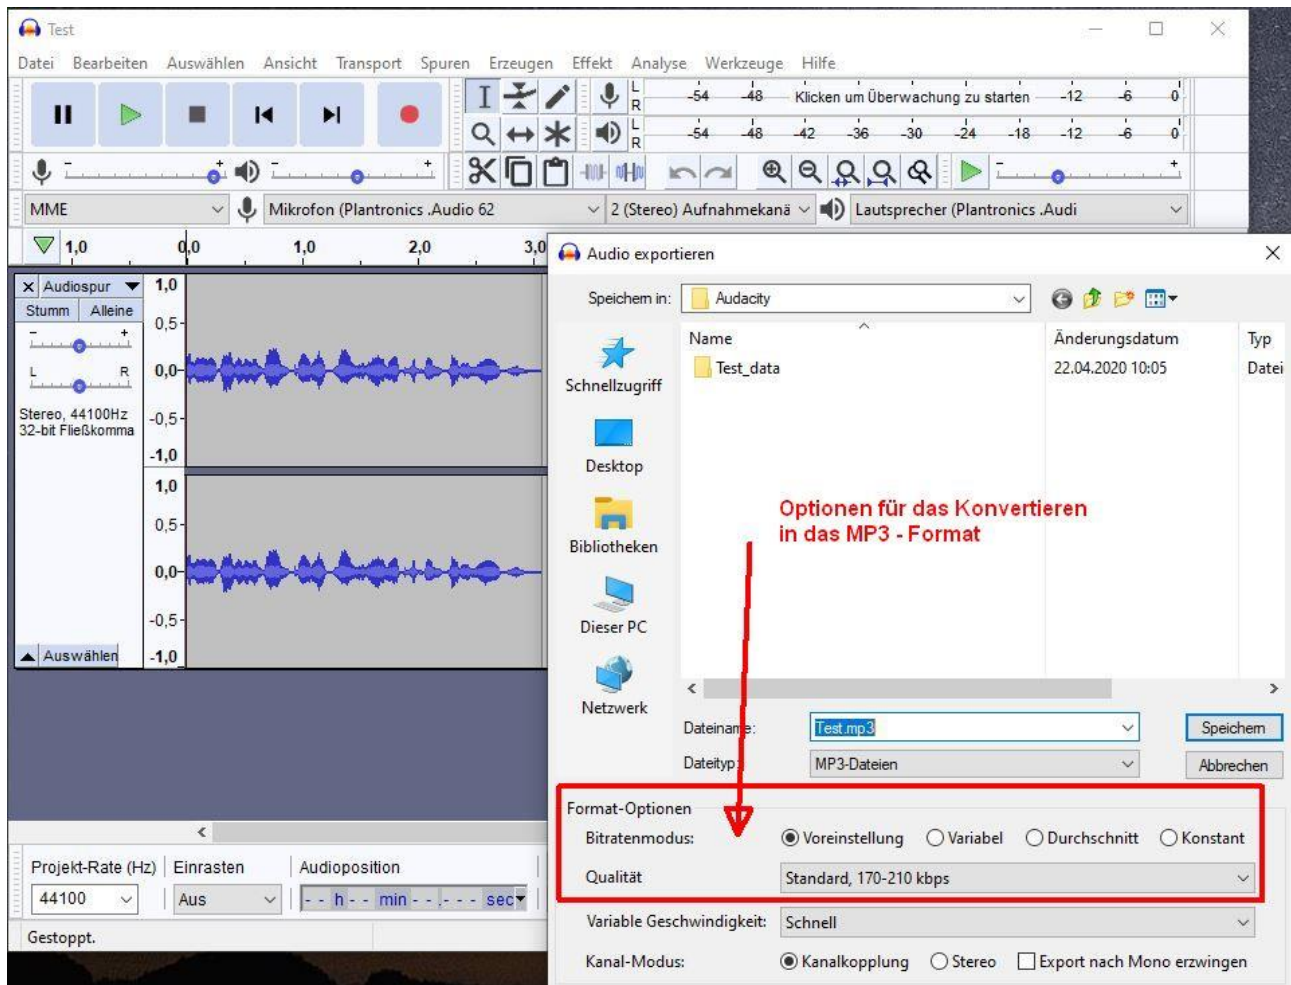 Test
Datei Bearbeiten Auswählen Ansicht Transport Spuren Erzeugen Effekt Analyse Werkzeuge Hilfe
L
R
-54 -48 Klicken um Überwachung zu starten -12 -6 0
L
R
-54 -48 -42 -36 -30 -24 -18 -12 -6 0
- + - + - +
MME Mikrofon (Plantronics .Audio 62 2 (Stereo) Aufnahmekanä Lautsprecher (Plantronics .Audi
1,0 0,0 1,0 2,0 3,0
Audiospur
Stumm Alleine
- +
L R
Stereo, 44100Hz
32-bit Fließkomma
Auswählen
1,0
0,5-
0,0-
-0,5-
-1,0
1,0
0,5-
0,0-
-0,5-
-1,0
Audio exportieren
Speichern in: Audacity
Schnellzugriff
Desktop
Bibliotheken
Dieser PC
Netzwerk
Name Änderungsdatum Typ
Test_data 22.04.2020 10:05 Datei
Optionen für das Konvertieren
in das MP3 - Format
Dateiname: Test.mp3 Speichern
Dateityp: MP3-Dateien Abbrechen
Format-Optionen
Bitratenmodus: Voreinstellung Variabel Durchschnitt Konstant
Qualität Standard, 170-210 kbps
Variable Geschwindigkeit: Schnell
Kanal-Modus: Kanalkopplung Stereo Export nach Mono erzwingen
Projekt-Rate (Hz) Einrasten Audioposition
44100 Aus - - h - - min - - . - - - sec
Gestoppt.